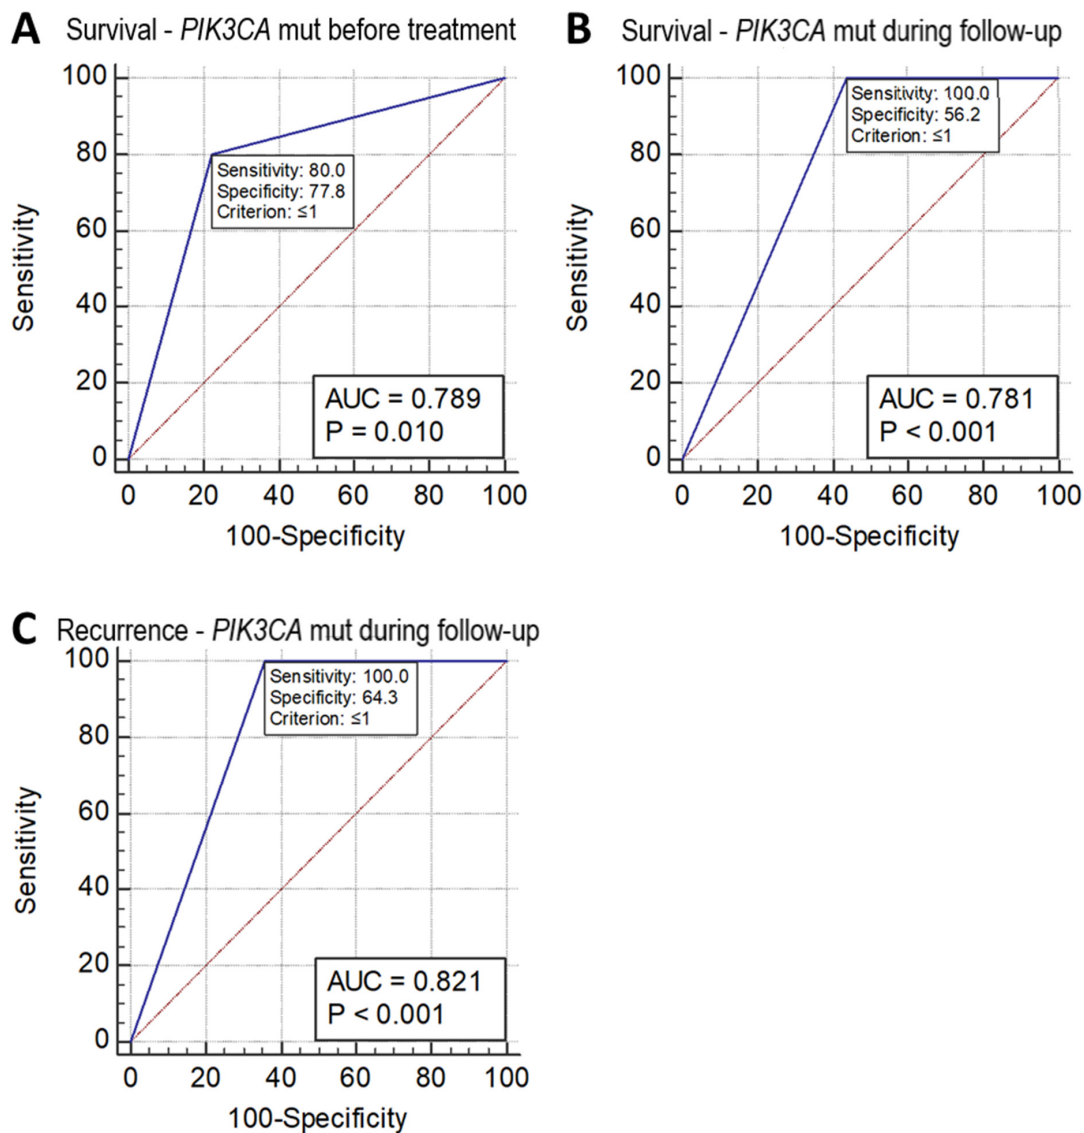 A Survival - PIK3CA mut before treatment
100
80
60
40
20
0
Sensitivity
Sensitivity: 80.0
Specificity: 77.8
Criterion: ≤1
AUC = 0.789
P = 0.010
0 20 40 60 80 100
100-Specificity
B Survival - PIK3CA mut during follow-up
100
80
60
40
20
0
Sensitivity
Sensitivity: 100.0
Specificity: 56.2
Criterion: ≤1
AUC = 0.781
P < 0.001
0 20 40 60 80 100
100-Specificity
C Recurrence - PIK3CA mut during follow-up
100
80
60
40
20
0
Sensitivity
Sensitivity: 100.0
Specificity: 64.3
Criterion: ≤1
AUC = 0.821
P < 0.001
0 20 40 60 80 100
100-Specificity